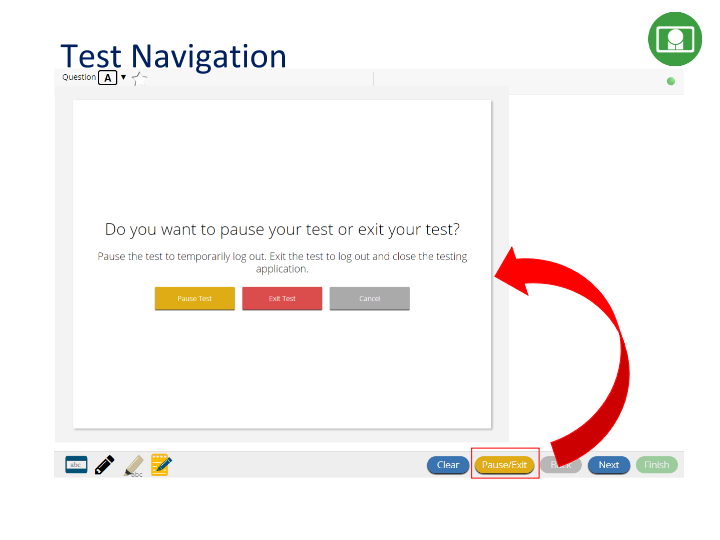 Test Navigation
Question A
Do you want to pause your test or exit your test?
Pause the test to temporarily log out. Exit the test to log out and close the testing
application.
Pause Test Exit Test Cancel
abc abc Clear Pause/Exit Next Finish